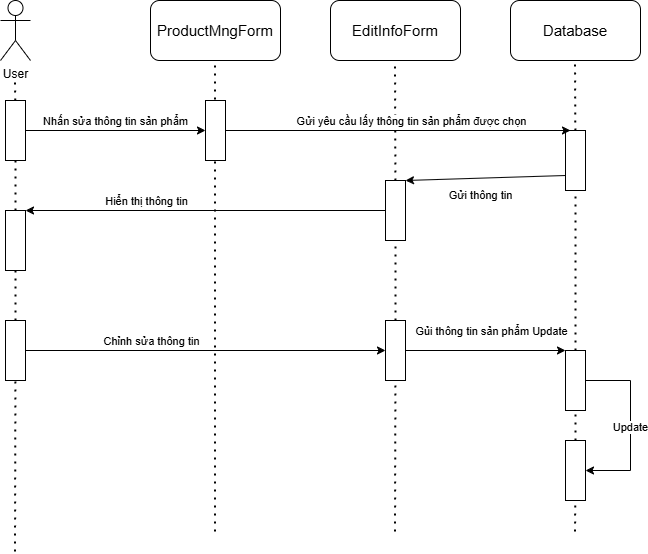 ProductMngForm
EditInfoForm
Database
User
Nhấn sửa thông tin sản phẩm
Gửi yêu cầu lấy thông tin sản phẩm được chọn
Gửi thông tin
Hiển thị thông tin
Chỉnh sửa thông tin
Gủi thông tin sản phẩm Update
Update